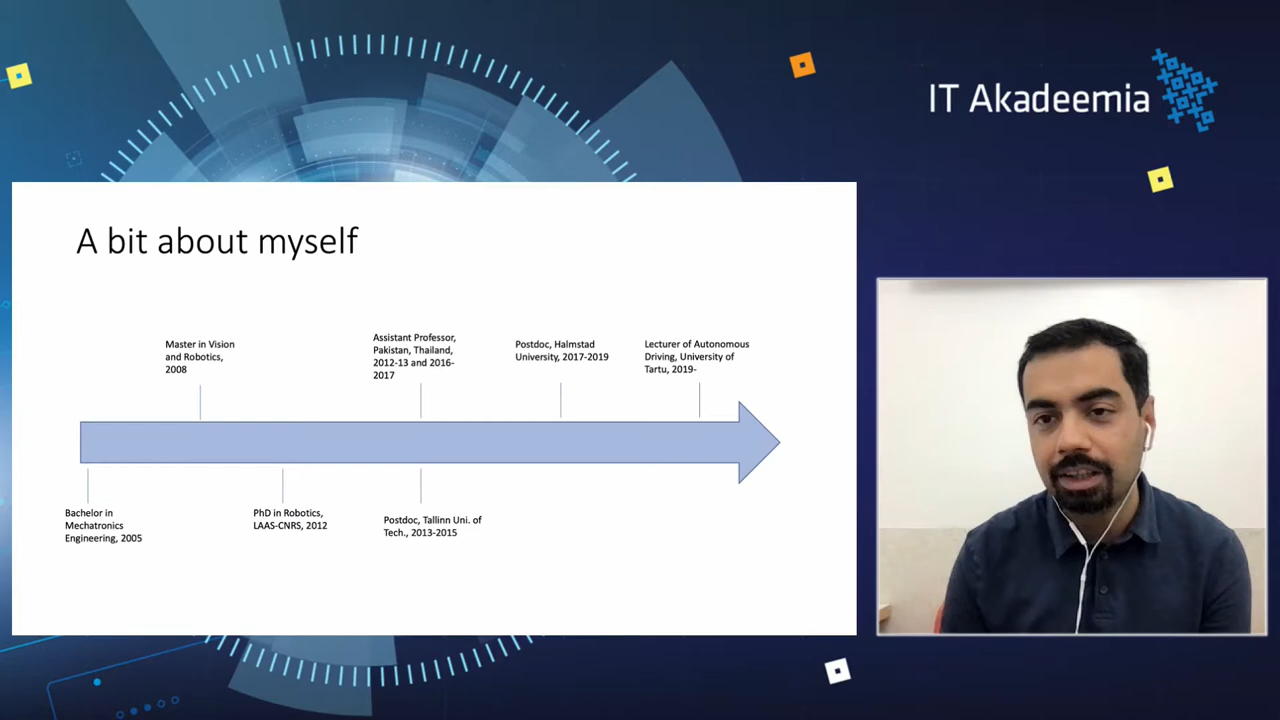 IT Akadeemia
A bit about myself
Master in Vision
and Robotics,
2008
Assistant Professor,
Pakistan, Thailand,
2012-13 and 2016-
2017
Postdoc, Halmstad
University, 2017-2019
Lecturer of Autonomous
Driving, University of
Tartu, 2019-
Bachelor in
Mechatronics
Engineering, 2005
PhD in Robotics,
LAAS-CNRS, 2012
Postdoc, Tallinn Uni. of
Tech., 2013-2015